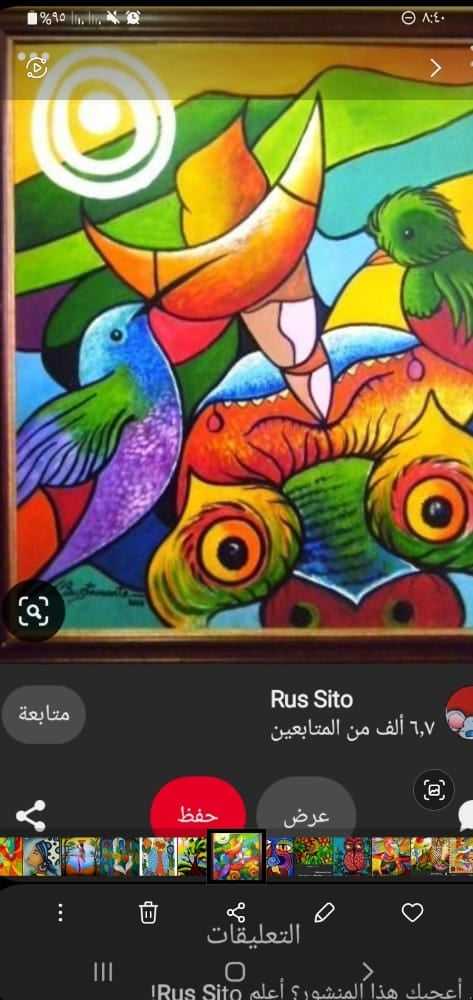 %٩٥ ٨:٤٠
Rus Sito
٦,٧ ألف من المتابعين
متابعة
عرض
حفظ
التعليقات
أعجبك هذا المنشور؟ أعلم Rus Sito!